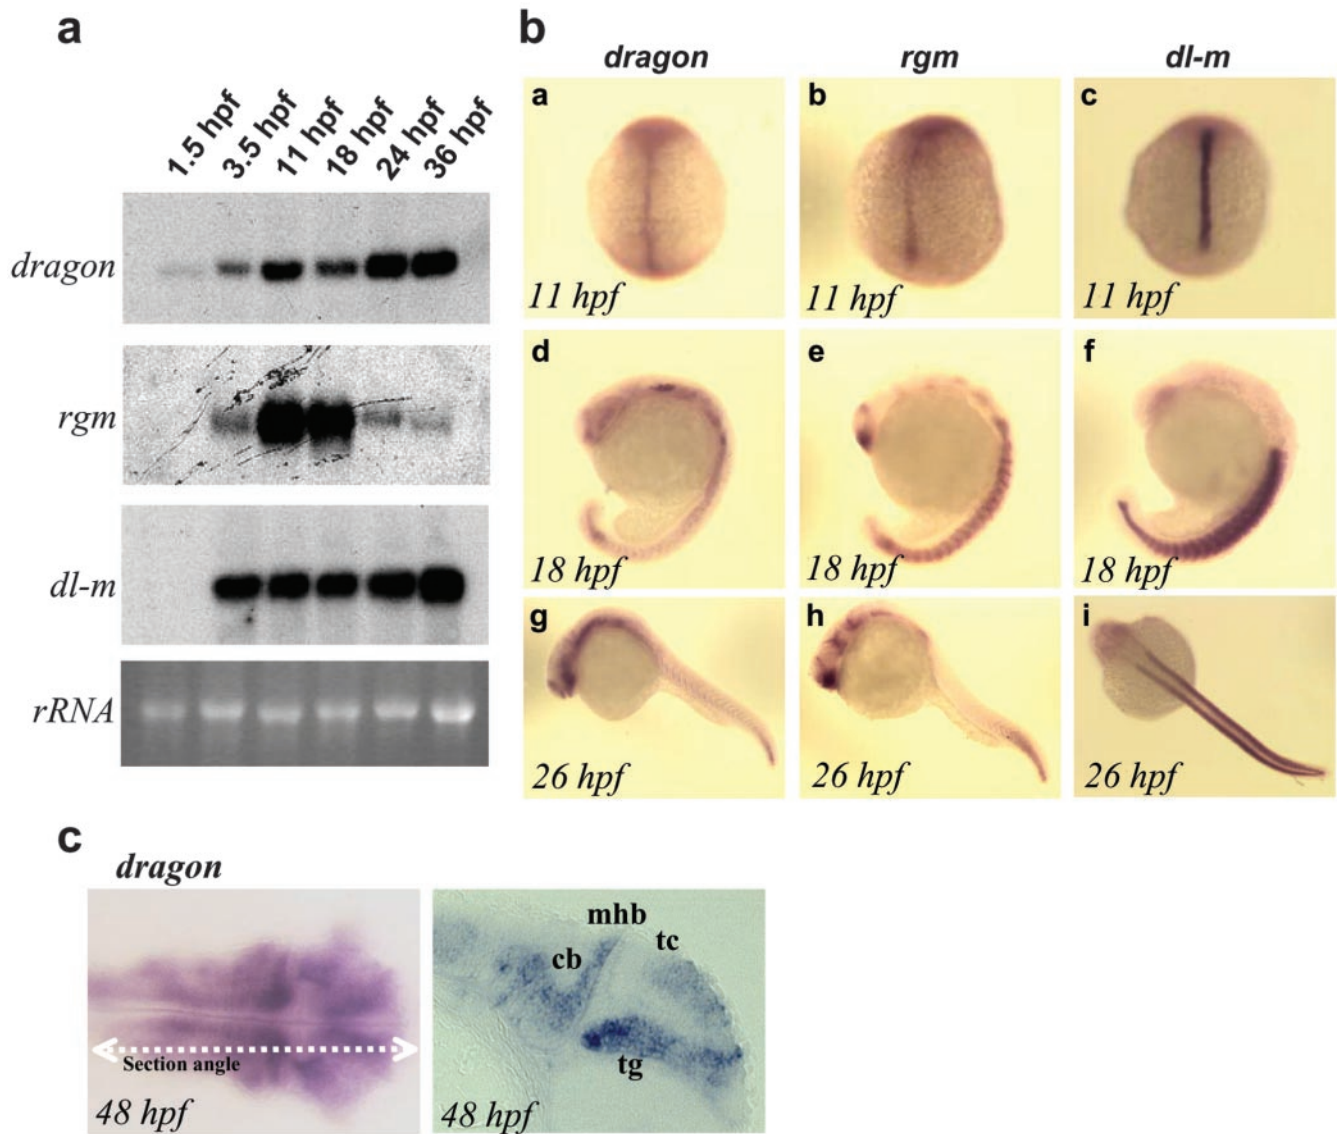 a
1.5 hpf 3.5 hpf 11 hpf 18 hpf 24 hpf 36 hpf
dragon
rgm
dl-m
rRNA
b
dragon rgm dl-m
a b c
11 hpf 11 hpf 11 hpf
d e f
18 hpf 18 hpf 18 hpf
g h i
26 hpf 26 hpf 26 hpf
c
dragon
Section angle
48 hpf
mhb
tc
cb
tg
48 hpf